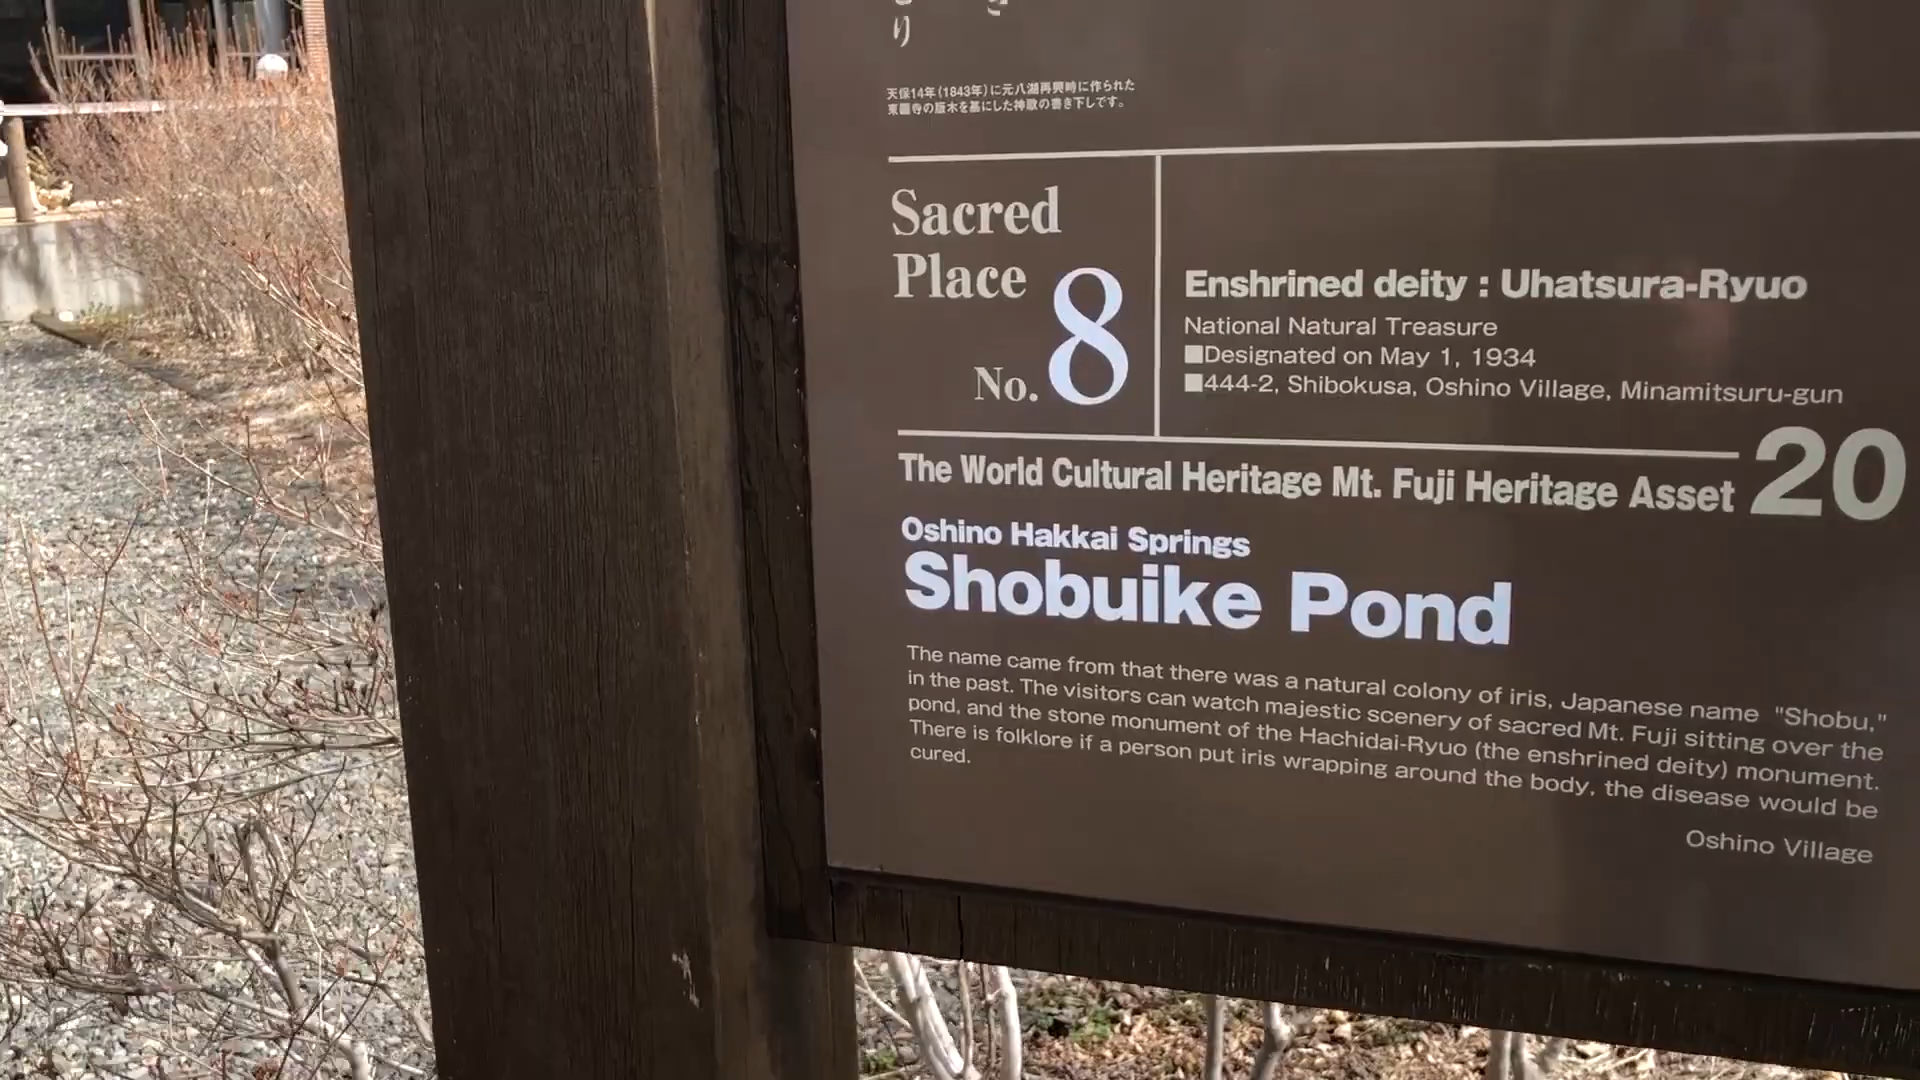 り
天保14年(1843年)に元八湖再興時に作られた
東圓寺の版木を基にした神歌の書き下しです。
Sacred
Place
No. 8
Enshrined deity : Uhatsura-Ryuo
National Natural Treasure
■Designated on May 1, 1934
■444-2, Shibokusa, Oshino Village, Minamitsuru-gun
The World Cultural Heritage Mt. Fuji Heritage Asset 20
Oshino Hakkai Springs
Shobuike Pond
The name came from that there was a natural colony of iris, Japanese name "Shobu,"
in the past. The visitors can watch majestic scenery of sacred Mt. Fuji sitting over the
pond, and the stone monument of the Hachidai-Ryuo (the enshrined deity) monument.
There is folklore if a person put iris wrapping around the body, the disease would be
cured.
Oshino Village